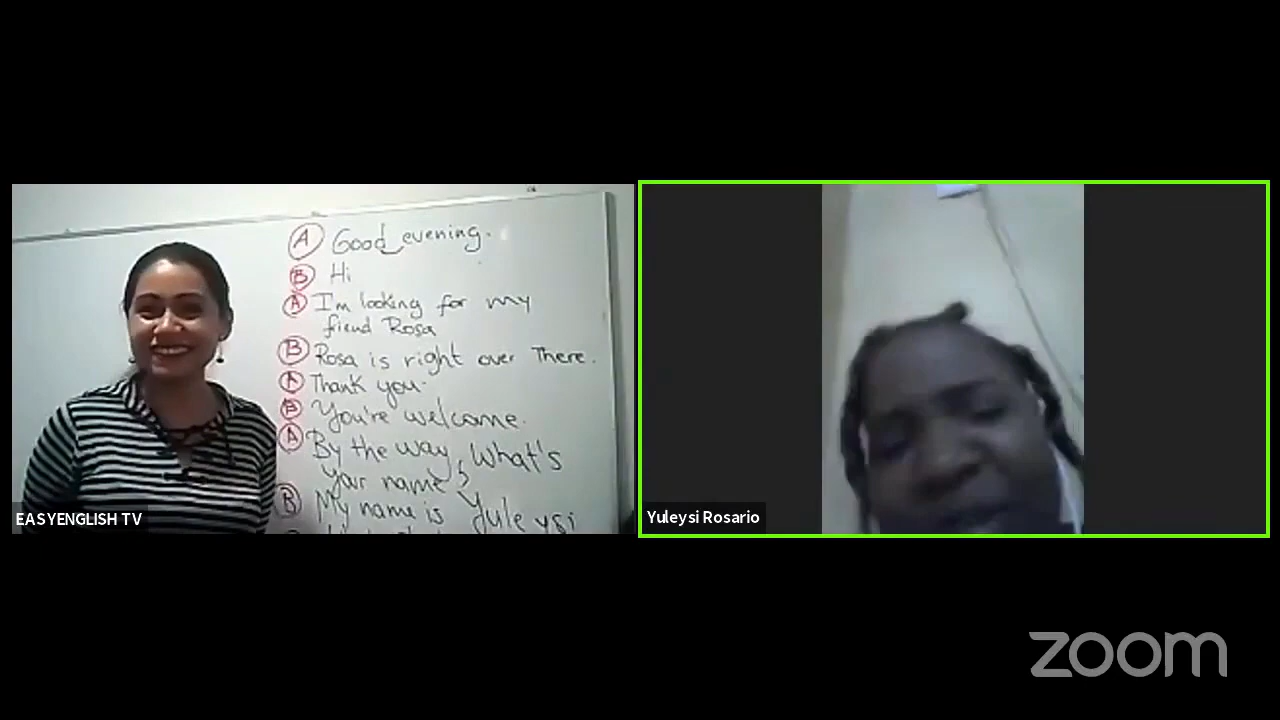 A Good evening.
B Hi
A I'm looking for my
fiend Rosa
B Rosa is right over There.
A Thank you.
B You're welcome.
A By the way, What's
your name?
B My name is Yuleysi
EASYENGLISH TV
Yuleysi Rosario
zoom